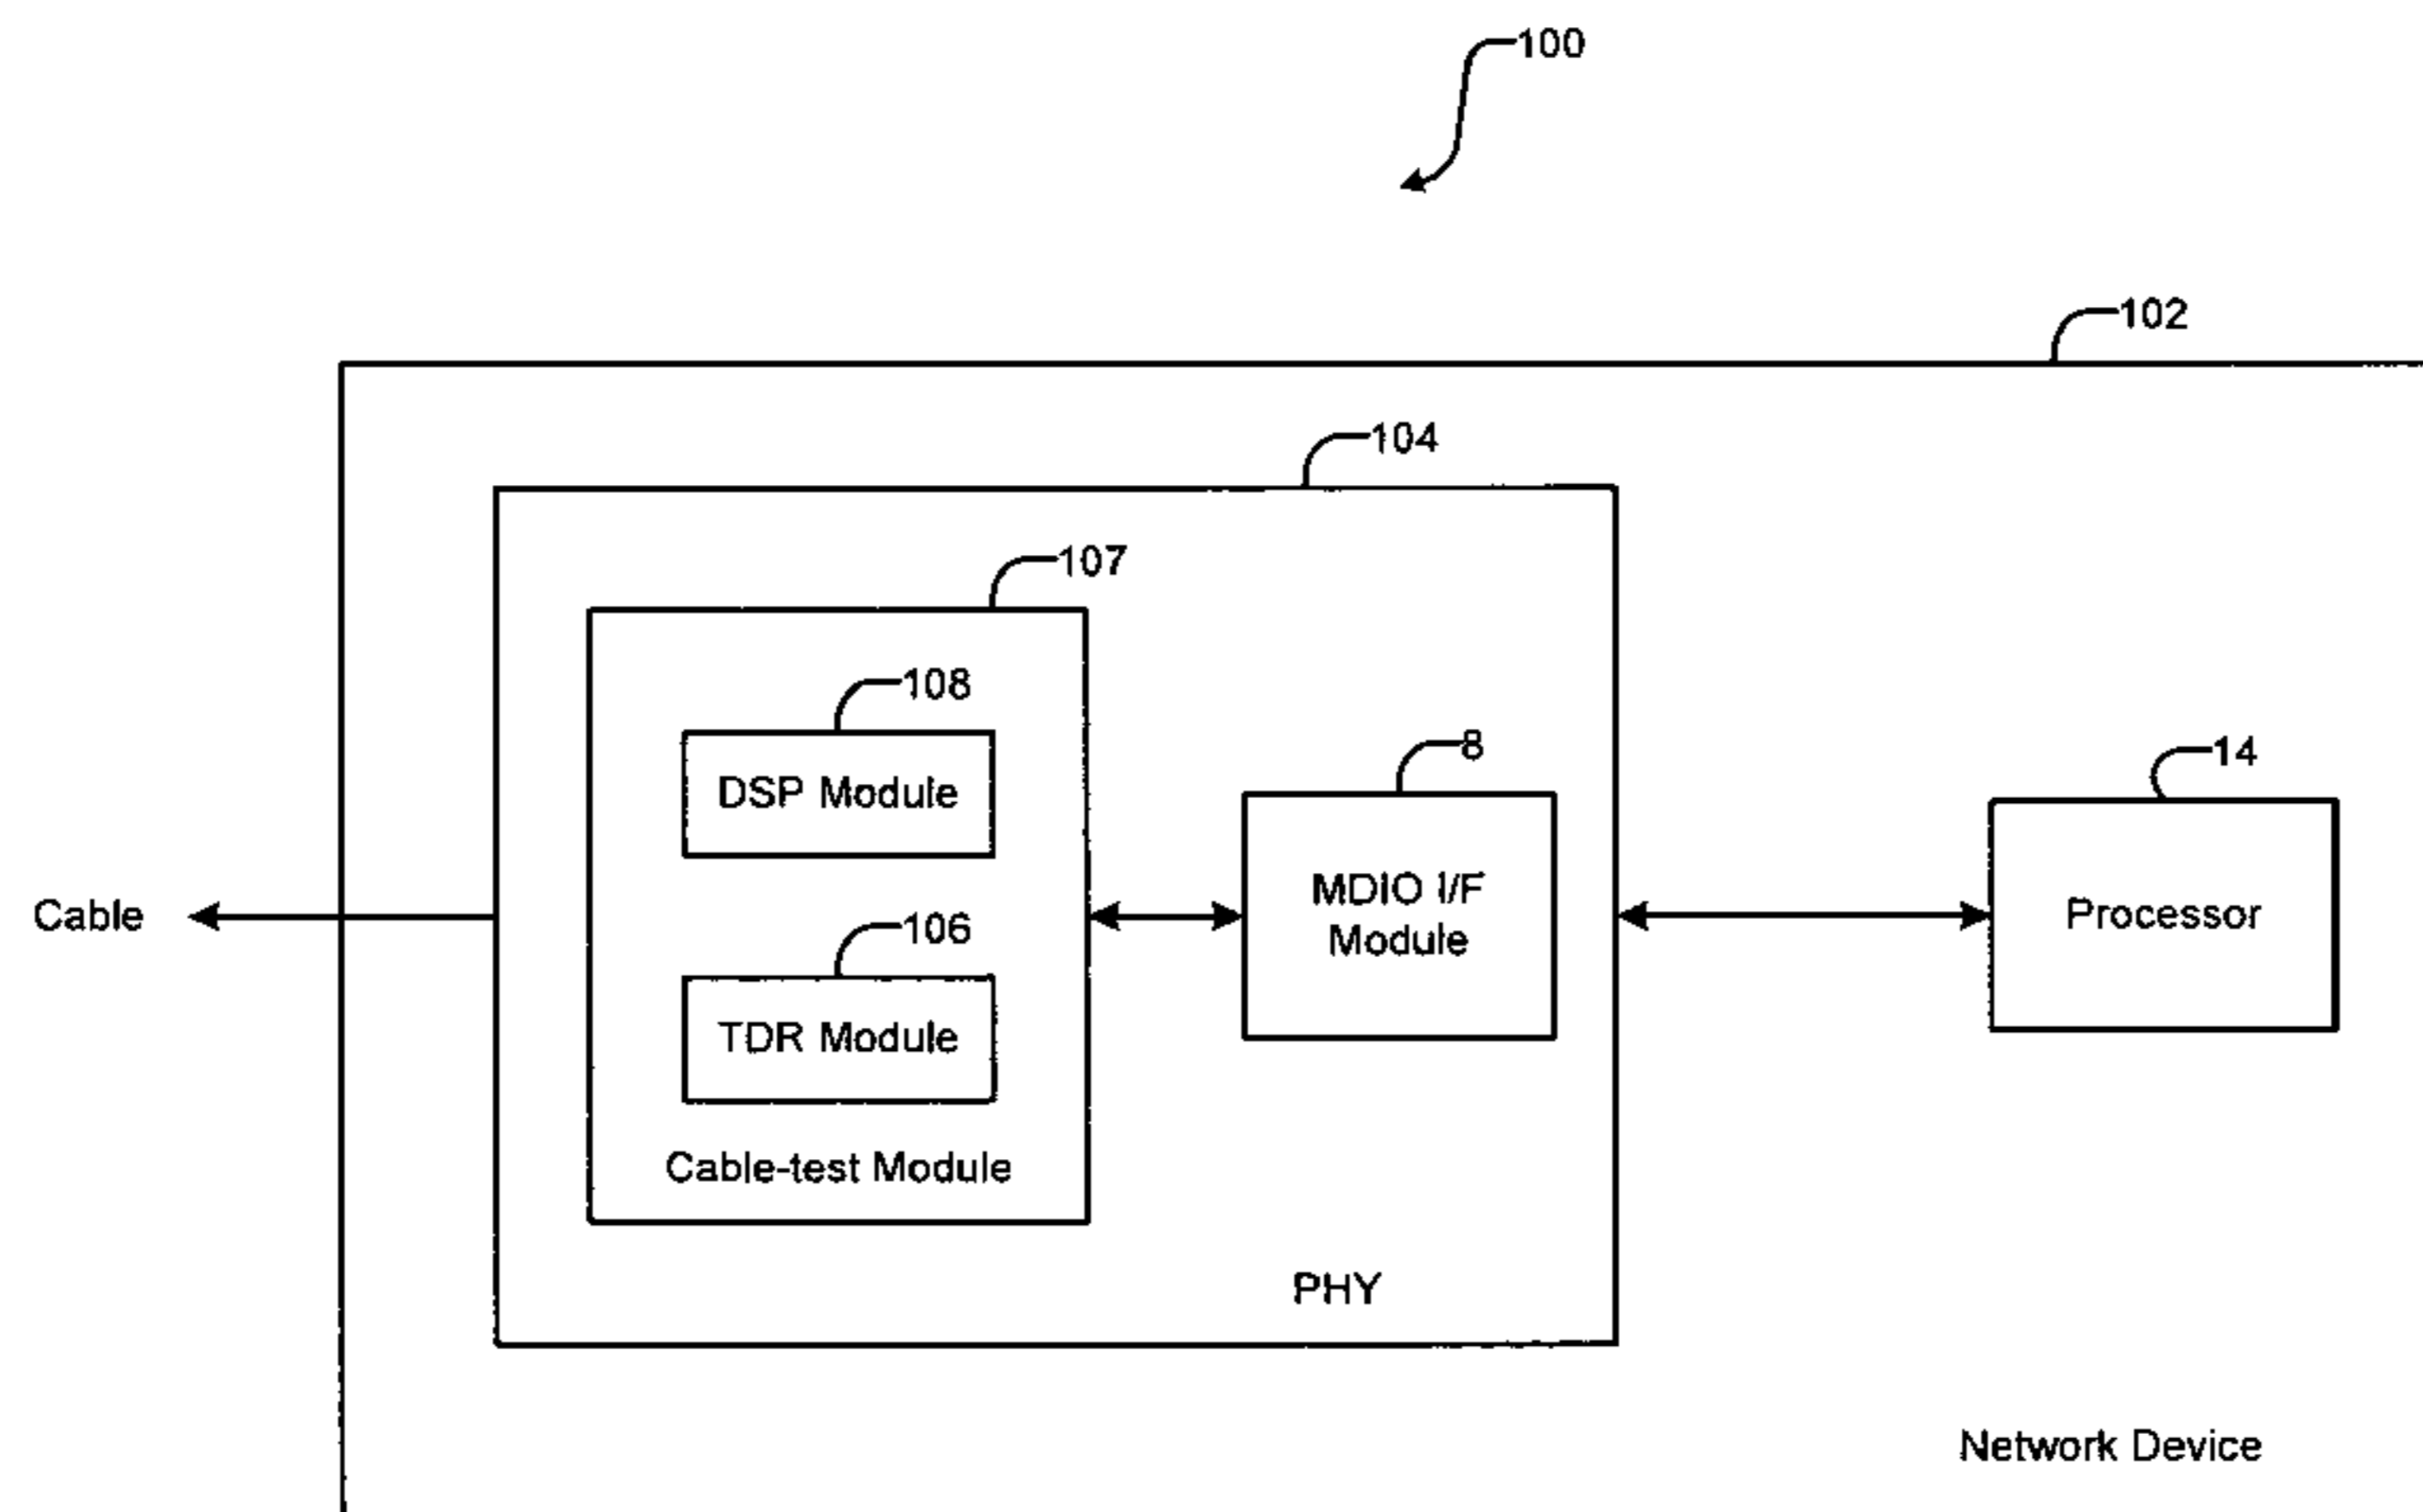 100
102
104
107
108
DSP Module
8
14
MDIO I/F
Module
Processor
Cable
106
TDR Module
Cable-test Module
PHY
Network Device